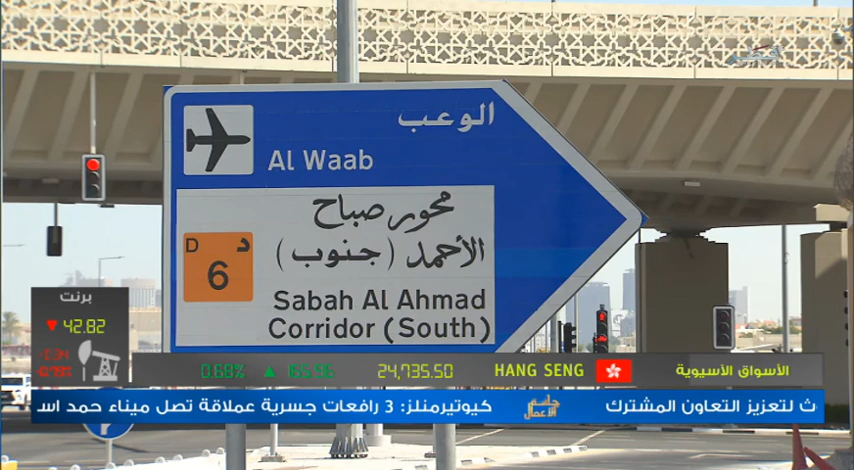 الوعب
Al Waab
محور صباح
الأحمد (جنوب)
D 6 د
Sabah Al Ahmad
Corridor (South)
برنت
42.82
0.68% 165.96 24,735.50 HANG SENG الأسواق الآسيوية
ث لتعزيز التعاون المشترك كيوتيرمنلز: 3 رافعات جسرية عملاقة تصل ميناء حمد اس